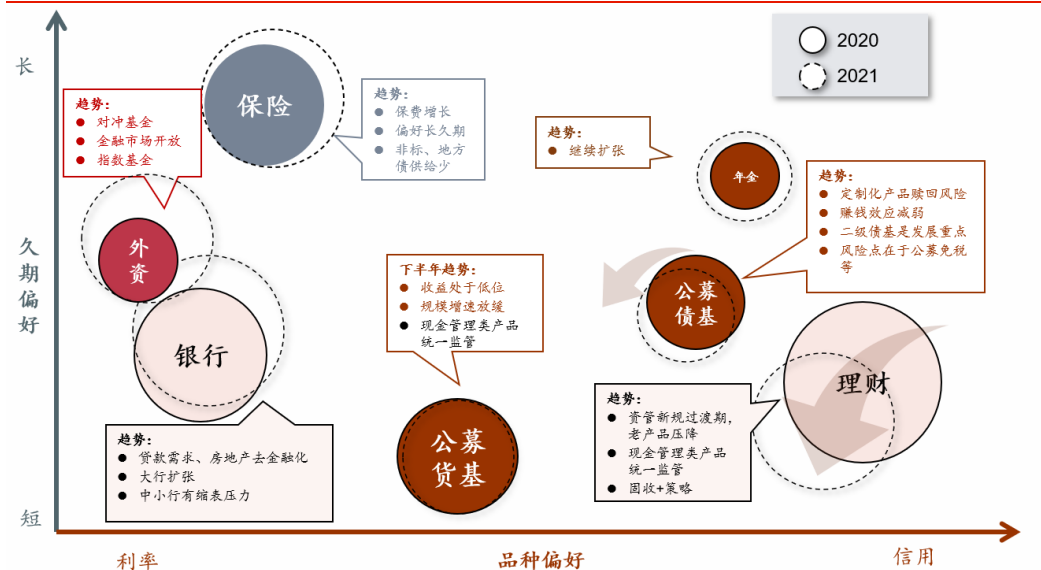 2020
2021
长
久期偏好
短
利率
品种偏好
信用
保险
趋势：
● 保费增长
● 偏好长久期
● 非标、地方
债供给少
趋势：
● 对冲基金
● 金融市场开放
● 指数基金
外资
银行
趋势：
● 贷款需求、房地产去金融化
● 大行扩张
● 中小行有缩表压力
下半年趋势：
● 收益处于低位
● 规模增速放缓
● 现金管理类产品
统一监管
公募
货基
趋势：
● 继续扩张
年金
趋势：
● 定制化产品赎回风险
● 赚钱效应减弱
● 二级债基是发展重点
● 风险点在于公募免税
等
公募
债基
理财
趋势：
● 资管新规过渡期，
老产品压降
● 现金管理类产品
统一监管
● 固收+策略